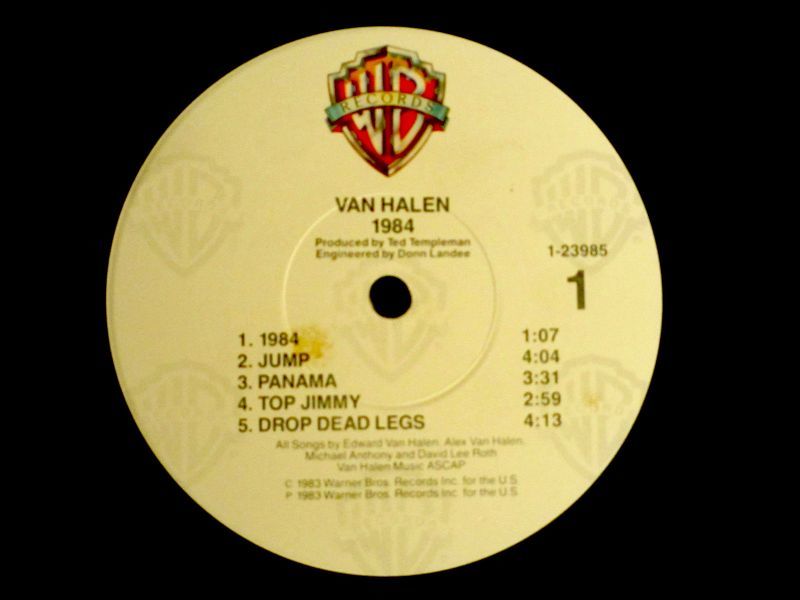 WB
RECORDS
VAN HALEN
1984
Produced by Ted Templeman
Engineered by Donn Landee
1-23985
1
1. 1984 1:07
2. JUMP 4:04
3. PANAMA 3:31
4. TOP JIMMY 2:59
5. DROP DEAD LEGS 4:13
All Songs by Edward Van Halen, Alex Van Halen,
Michael Anthony and David Lee Roth
Van Halen Music ASCAP
C 1983 Warner Bros. Records Inc. for the U.S.
P 1983 Warner Bros. Records Inc. for the U.S.